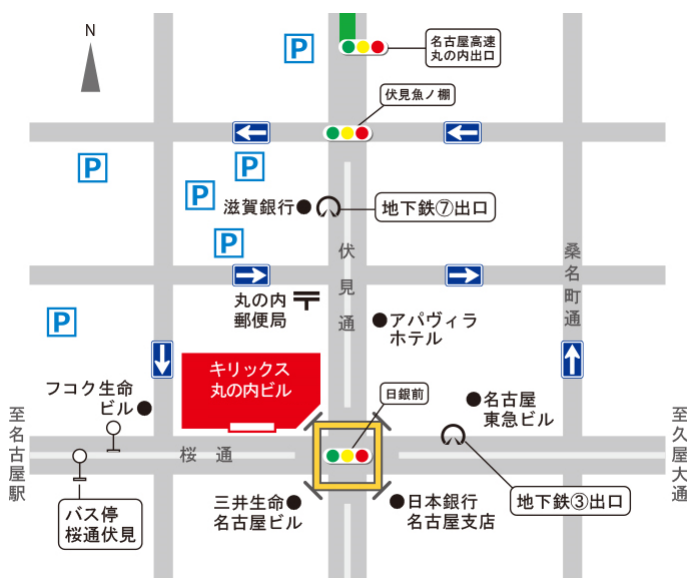 N
P
名古屋高速
丸の内出口
伏見魚ノ棚
P
P
P
滋賀銀行
地下鉄⑦出口
P
伏見通
桑名町通
丸の内
郵便局
P
アパヴィラ
ホテル
キリックス
丸の内ビル
フコク生命
ビル
日銀前
名古屋
東急ビル
至名古屋駅
至久屋大通
桜通
バス停
桜通伏見
三井生命
名古屋ビル
日本銀行
名古屋支店
地下鉄③出口